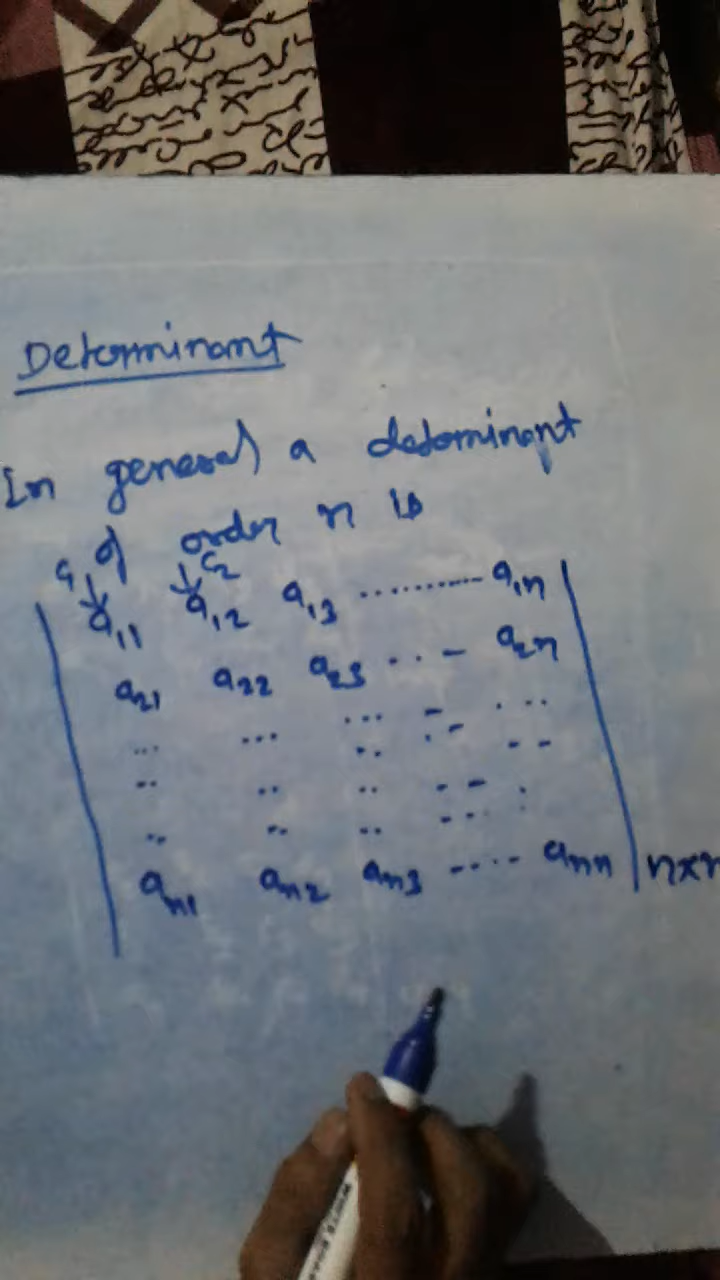 Determinant
In general a determinant
of order n is
C1 C2
a11 a12 a13 .......... a1n
a21 a22 a23 ... - a2n
... ... ... - ...
.. .. .. - - :
.. .. .. ...
an1 an2 an3 ..... ann n×n